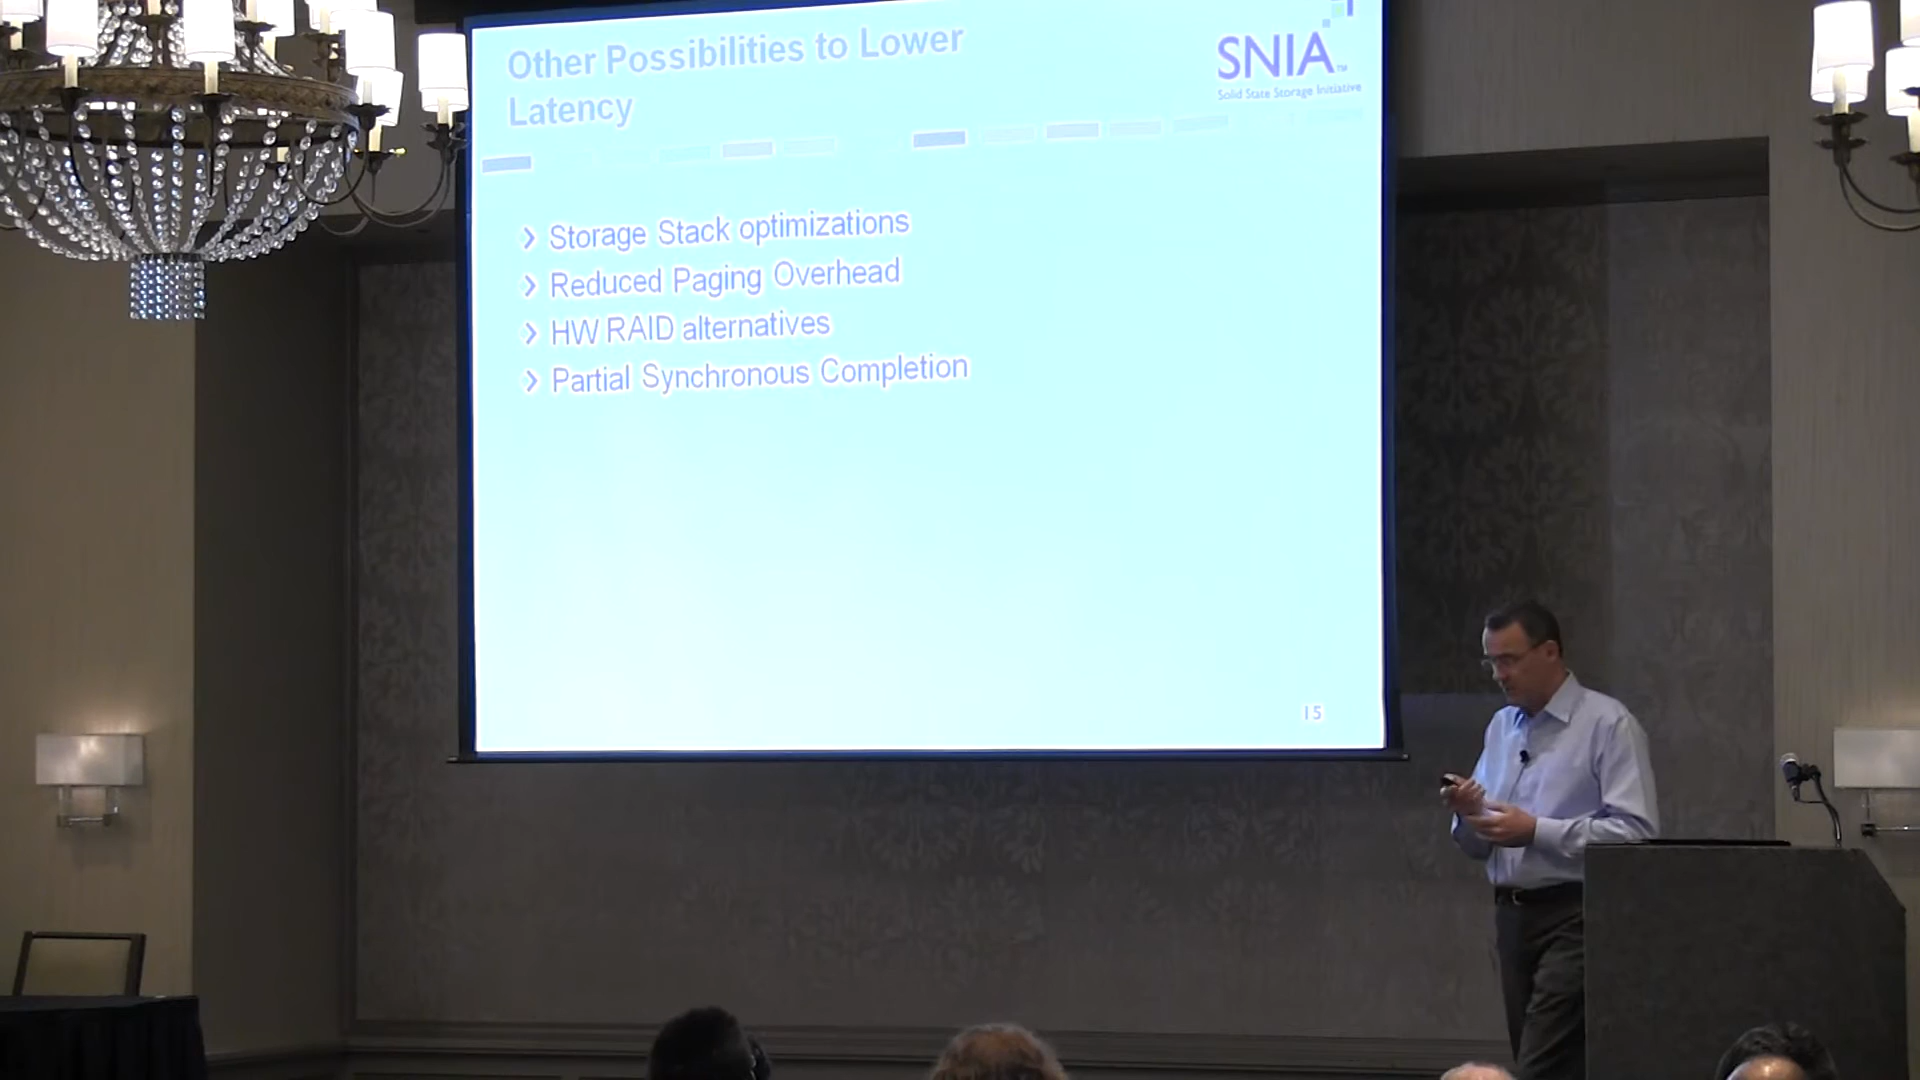 Other Possibilities to Lower
Latency
SNIA™
Solid State Storage Initiative
› Storage Stack optimizations
› Reduced Paging Overhead
› HW RAID alternatives
› Partial Synchronous Completion
15